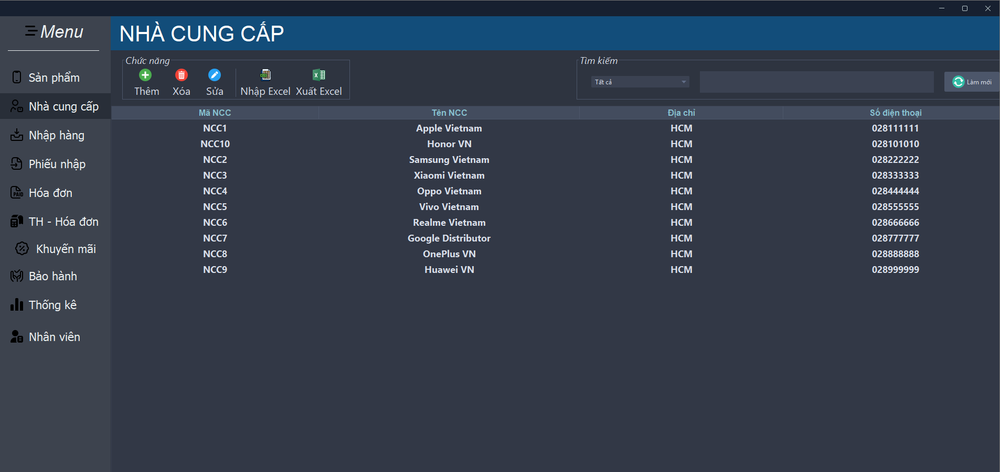 Menu
NHÀ CUNG CẤP
Chức năng
Tìm kiếm
Thêm
Xóa
Sửa
Nhập Excel
Xuất Excel
Tất cả
Làm mới
Sản phẩm
Nhà cung cấp
Nhập hàng
Phiếu nhập
PAID
Hóa đơn
TH - Hóa đơn
Khuyến mãi
Bảo hành
Thống kê
Nhân viên
Mã NCC Tên NCC Địa chỉ Số điện thoại
NCC1 Apple Vietnam HCM 028111111
NCC10 Honor VN HCM 028101010
NCC2 Samsung Vietnam HCM 028222222
NCC3 Xiaomi Vietnam HCM 028333333
NCC4 Oppo Vietnam HCM 028444444
NCC5 Vivo Vietnam HCM 028555555
NCC6 Realme Vietnam HCM 028666666
NCC7 Google Distributor HCM 028777777
NCC8 OnePlus VN HCM 028888888
NCC9 Huawei VN HCM 028999999